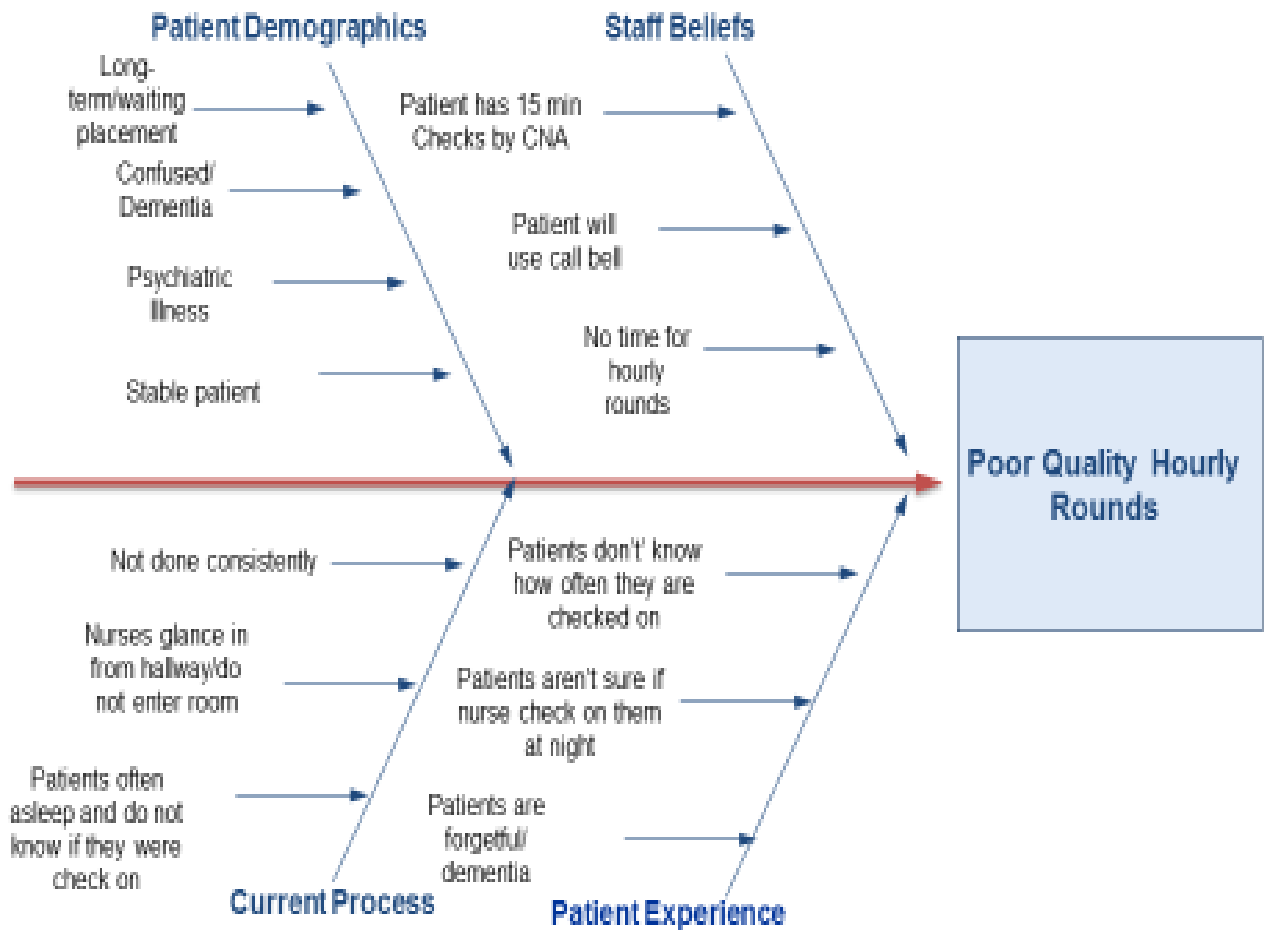 Patient Demographics
Long-
term/waiting
placement
Confused/
Dementia
Psychiatric
Illness
Stable patient
Staff Beliefs
Patient has 15 min
Checks by CNA
Patient will
use call bell
No time for
hourly
rounds
Poor Quality Hourly
Rounds
Not done consistently
Nurses glance in
from hallway/do
not enter room
Patients often
asleep and do not
know if they were
check on
Current Process
Patients don't' know
how often they are
checked on
Patients aren't sure if
nurse check on them
at night
Patients are
forgetful/
dementia
Patient Experience